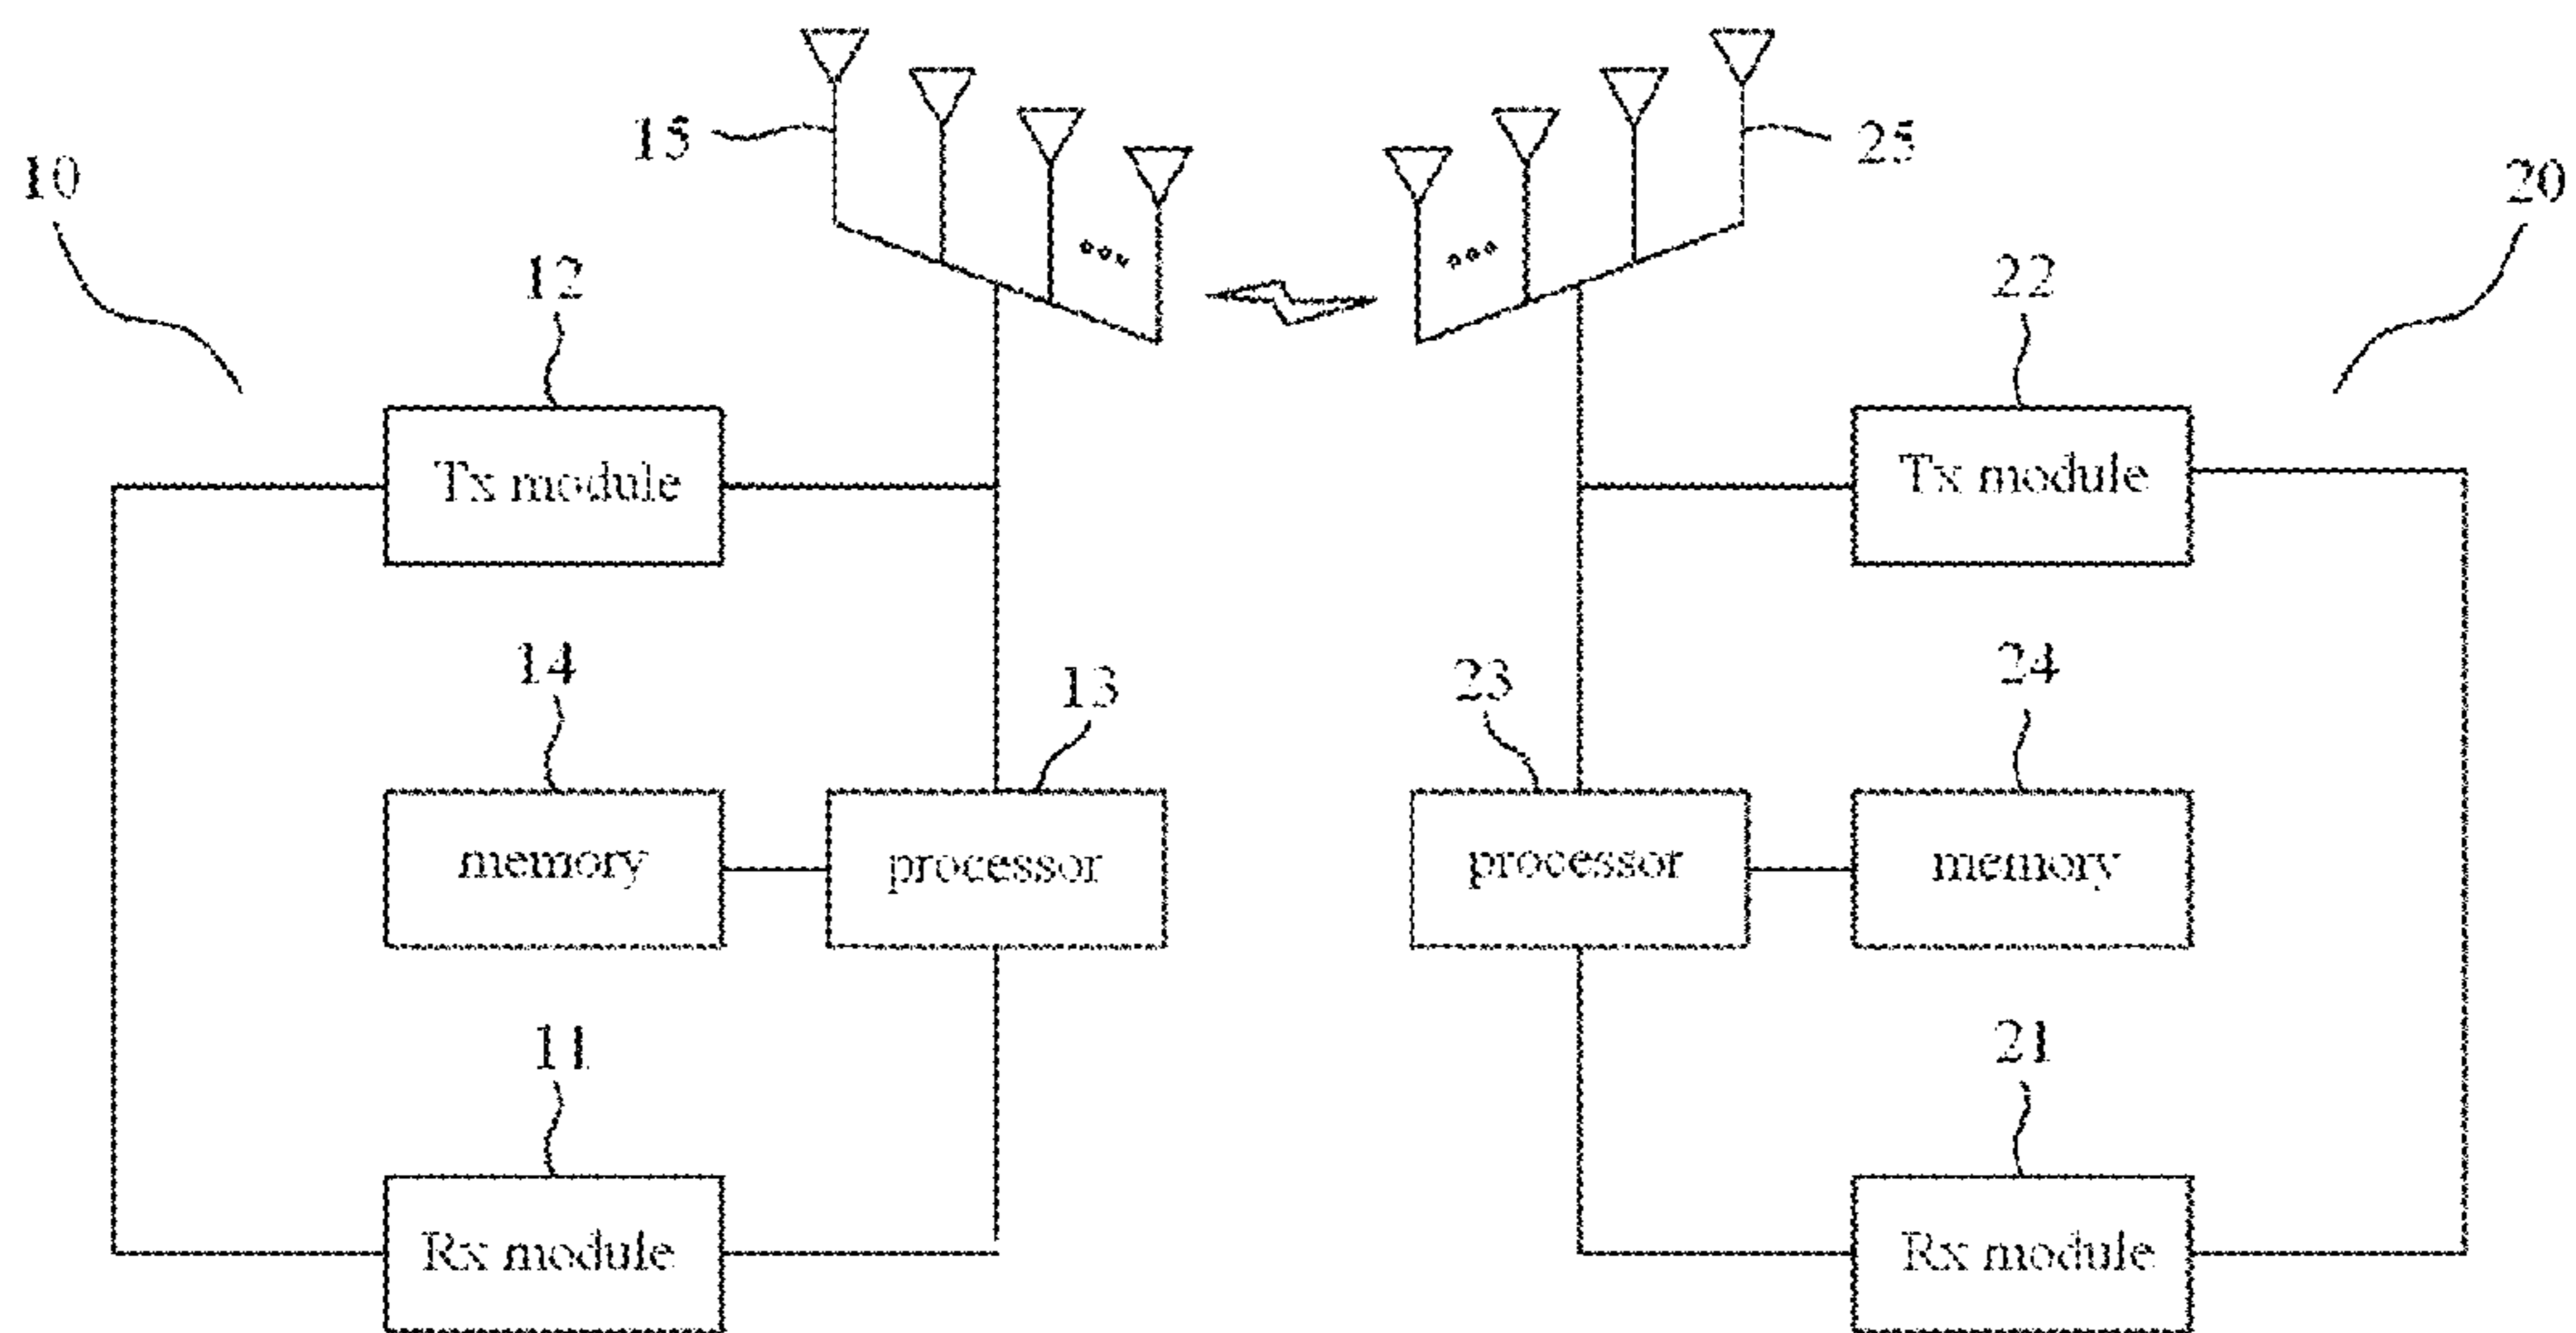 15
25
10
20
12
22
Tx module
Tx module
14
13
23
24
memory
processor
processor
memory
11
21
Rx module
Rx module